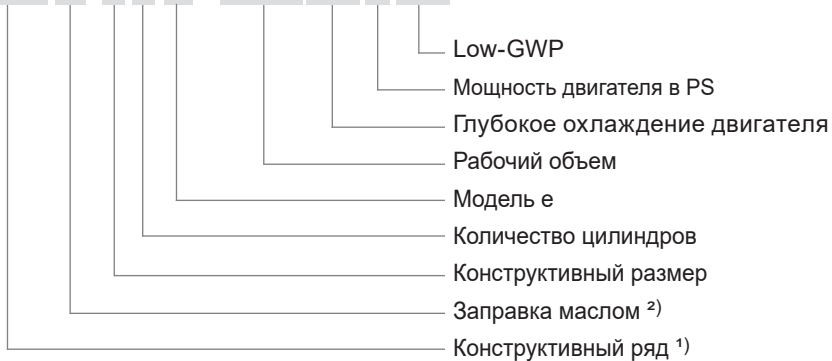 Low-GWP
Мощность двигателя в PS
Глубокое охлаждение двигателя
Рабочий объем
Модель e
Количество цилиндров
Конструктивный размер
Заправка маслом ²⁾
Конструктивный ряд ¹⁾